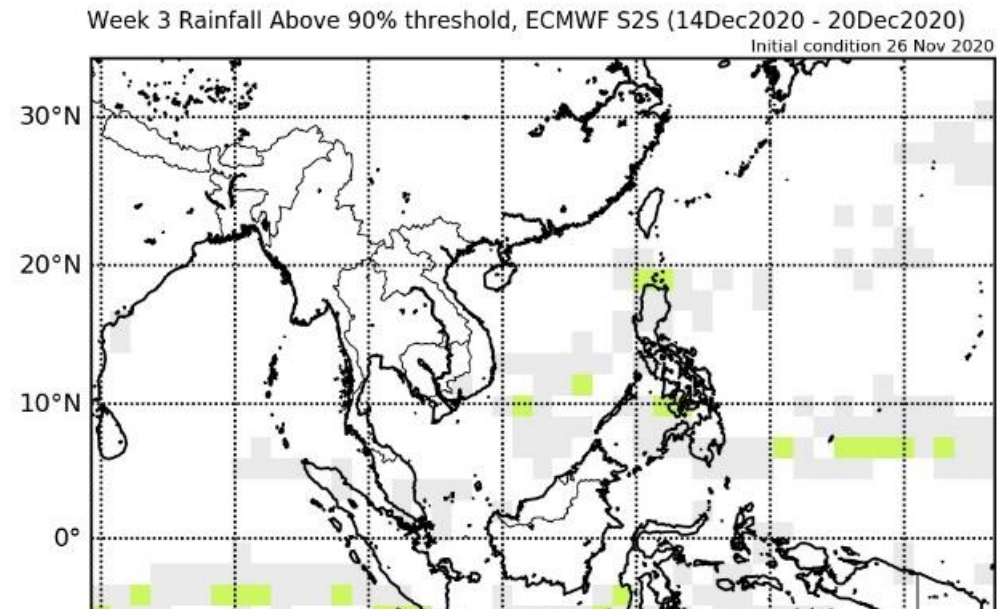 Week 3 Rainfall Above 90% threshold, ECMWF S2S (14Dec2020 - 20Dec2020)
Initial condition 26 Nov 2020
30°N
20°N
10°N
0°